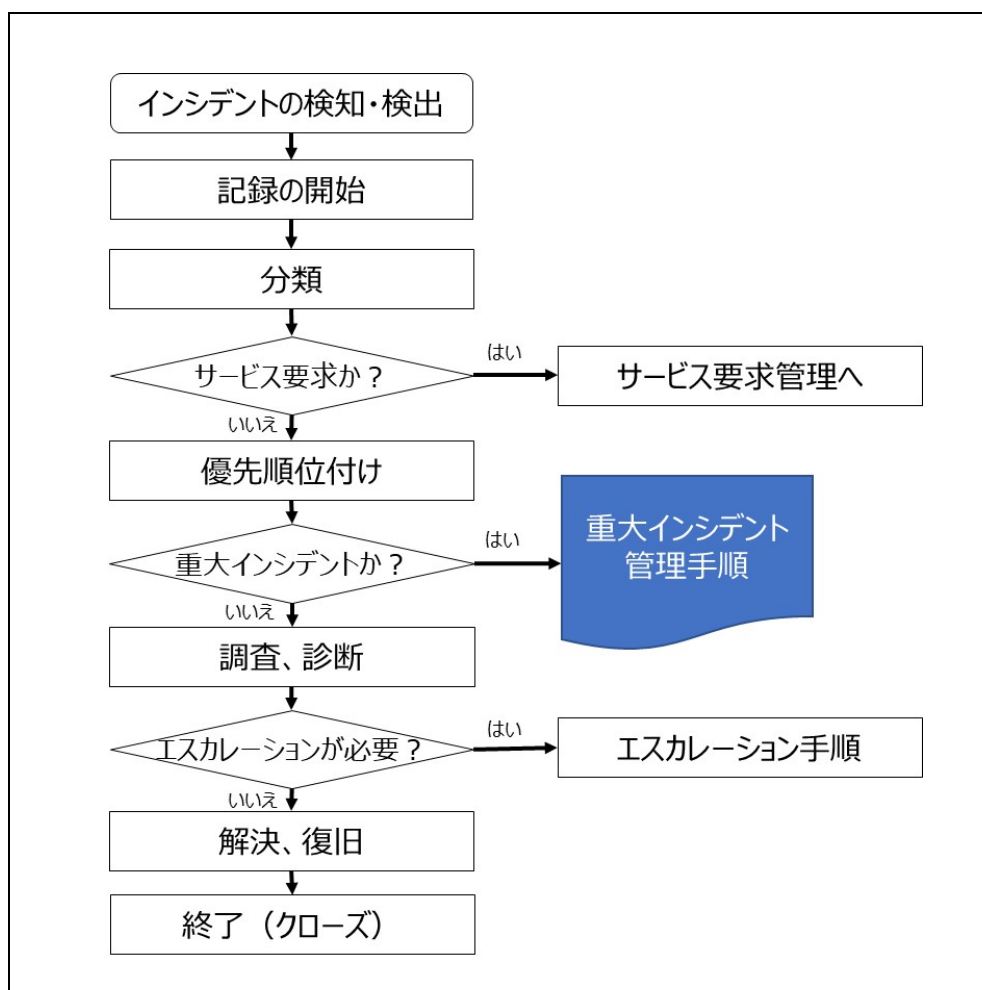 インシデントの検知・検出
記録の開始
分類
サービス要求か？
はい
サービス要求管理へ
いいえ
優先順位付け
重大インシデントか？
はい
重大インシデント
管理手順
いいえ
調査、診断
エスカレーションが必要？
はい
エスカレーション手順
いいえ
解決、復旧
終了（クローズ）